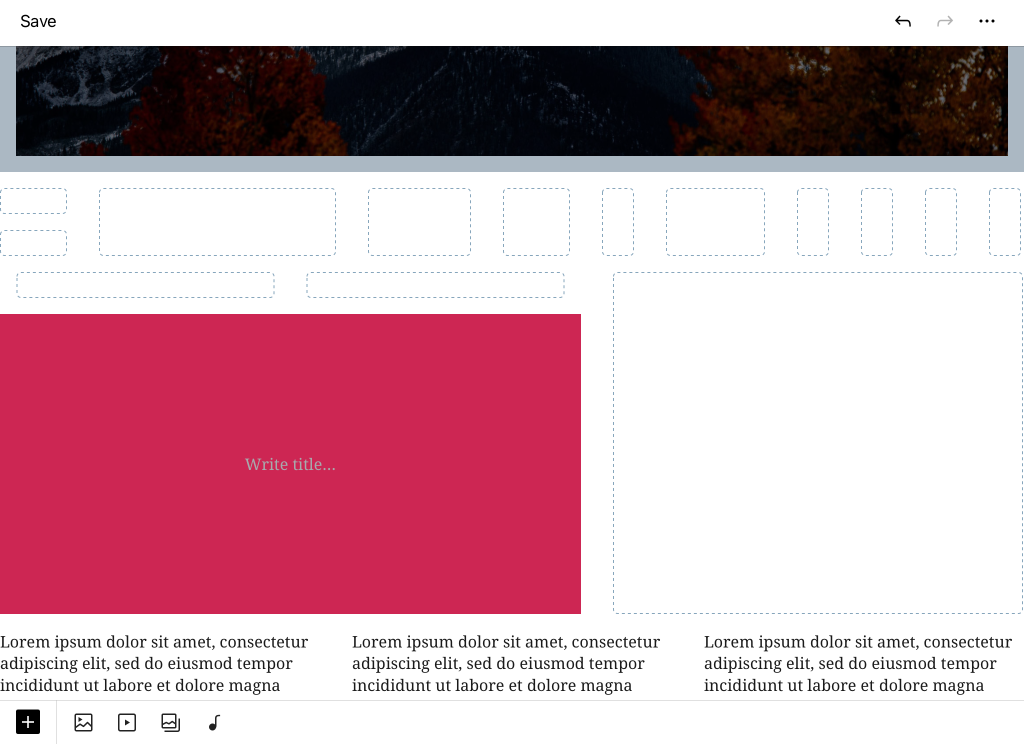 Save
Write title...
Lorem ipsum dolor sit amet, consectetur
adipiscing elit, sed do eiusmod tempor
incididunt ut labore et dolore magna
Lorem ipsum dolor sit amet, consectetur
adipiscing elit, sed do eiusmod tempor
incididunt ut labore et dolore magna
Lorem ipsum dolor sit amet, consectetur
adipiscing elit, sed do eiusmod tempor
incididunt ut labore et dolore magna